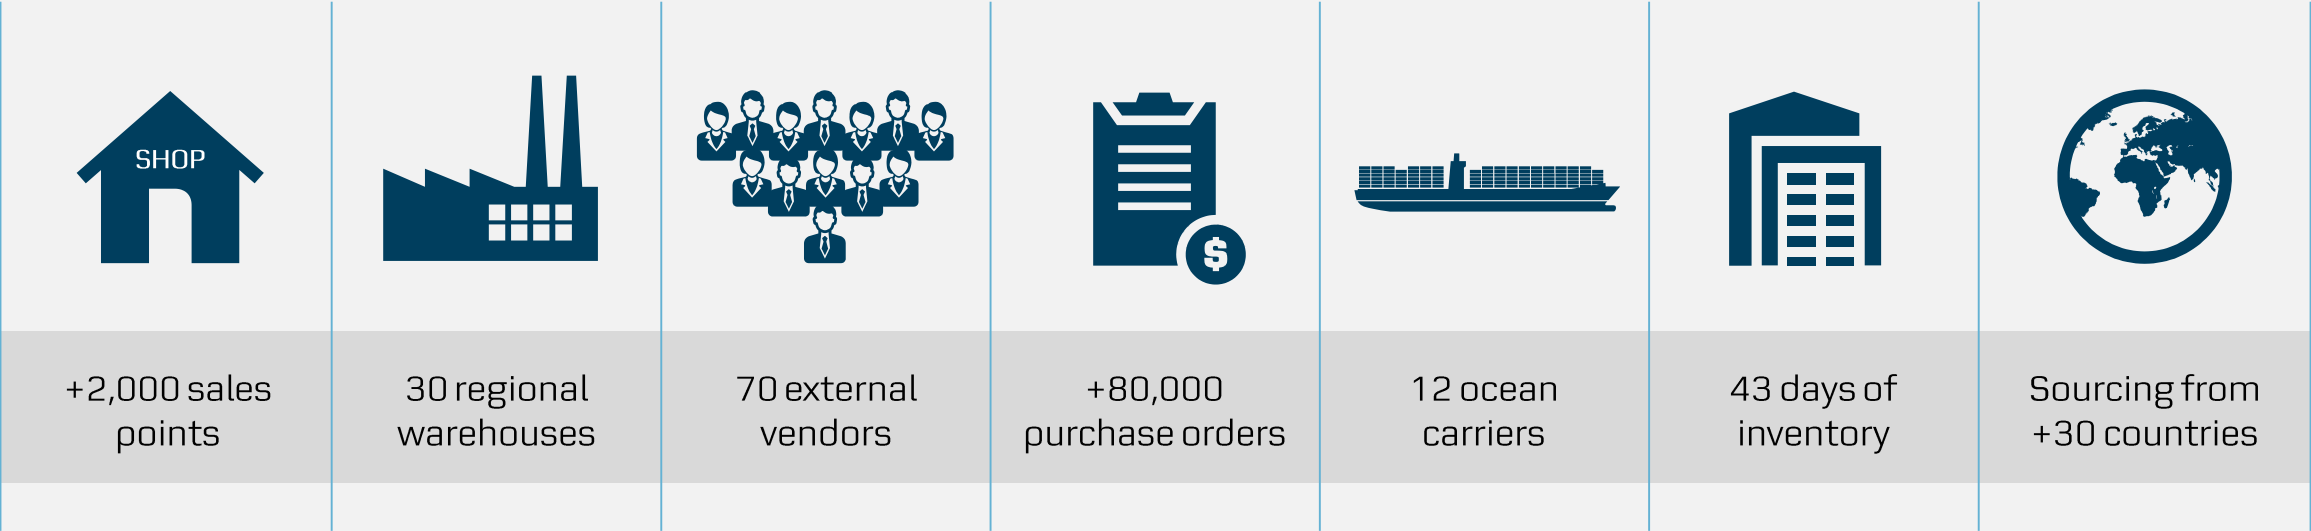 SHOP
+2,000 sales
points
30 regional
warehouses
70 external
vendors
$
+80,000
purchase orders
12 ocean
carriers
43 days of
inventory
Sourcing from
+30 countries